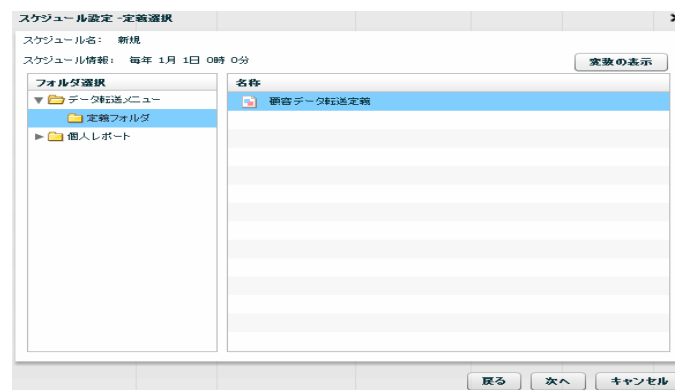 スケジュール設定 -定義選択
スケジュール名： 新規
スケジュール情報： 毎年 1月 1日 0時 0分
変数の表示
フォルダ選択
名称
データ転送メニュー
顧客データ転送定義
定義フォルダ
個人レポート
戻る
次へ
キャンセル